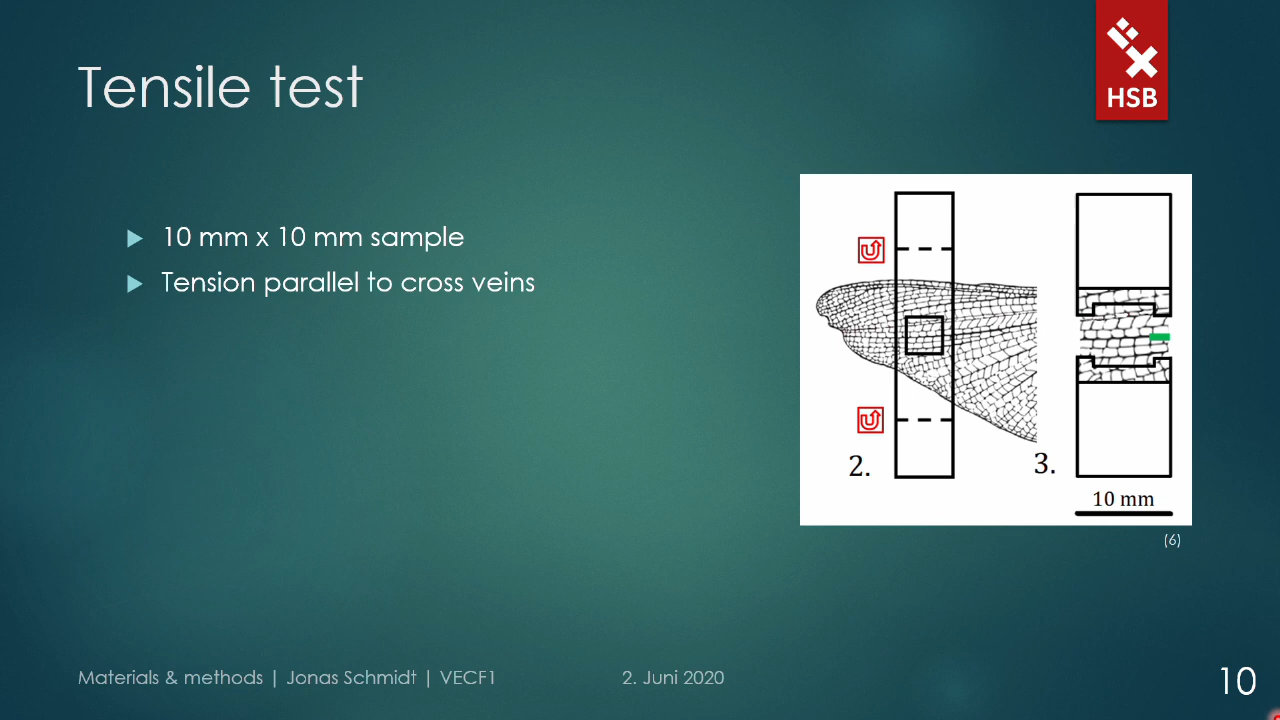 Tensile test
HSB
10 mm x 10 mm sample
Tension parallel to cross veins
2.
3.
10 mm
(6)
Materials & methods | Jonas Schmidt | VECF1
2. Juni 2020
10